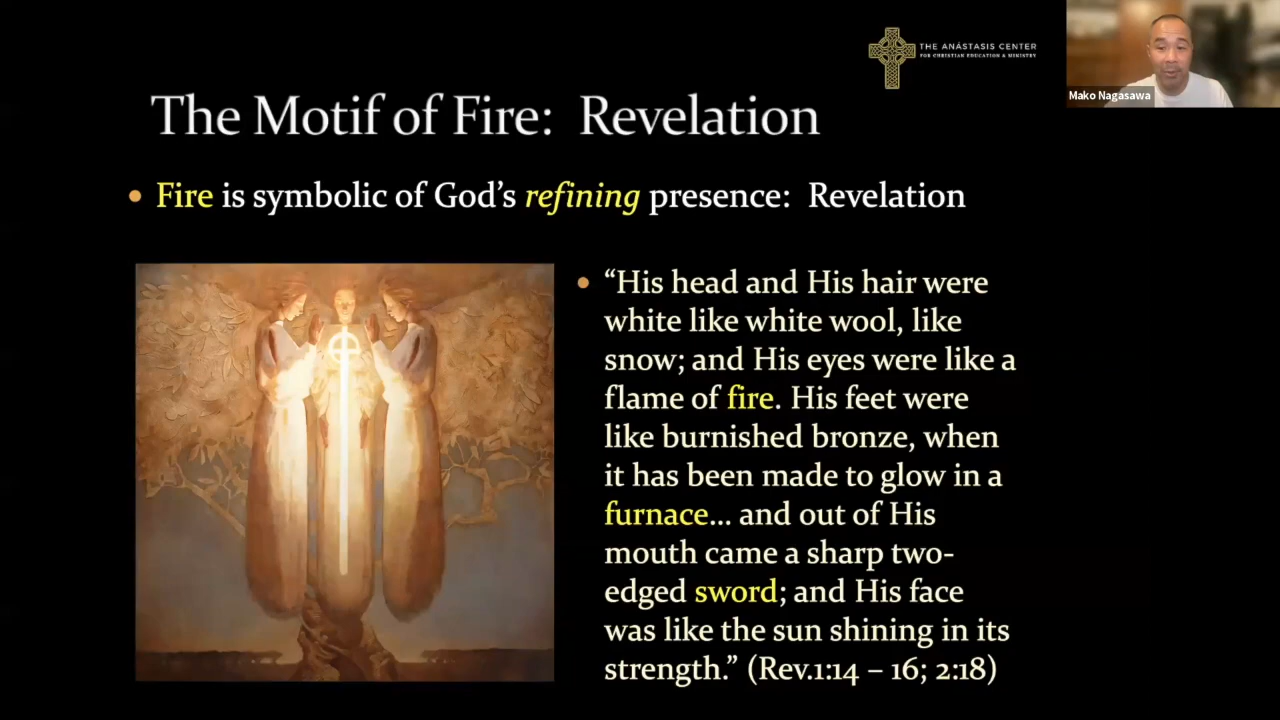 THE ANÁSTASIS CENTER
FOR CHRISTIAN EDUCATION & MINISTRY
Mako Nagasawa
The Motif of Fire: Revelation
• Fire is symbolic of God’s refining presence: Revelation
• “His head and His hair were
white like white wool, like
snow; and His eyes were like a
flame of fire. His feet were
like burnished bronze, when
it has been made to glow in a
furnace... and out of His
mouth came a sharp two-
edged sword; and His face
was like the sun shining in its
strength.” (Rev.1:14 – 16; 2:18)